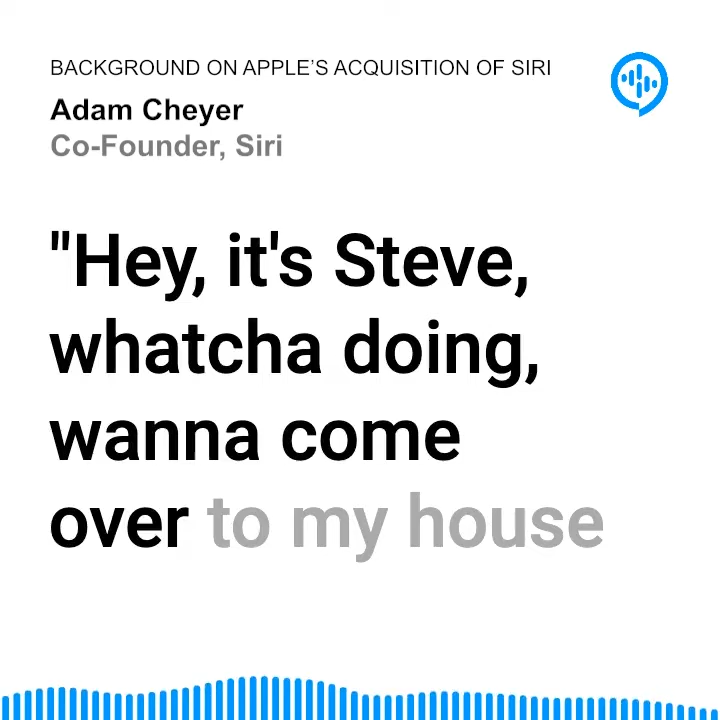 BACKGROUND ON APPLE’S ACQUISITION OF SIRI
Adam Cheyer
Co-Founder, Siri
"Hey, it's Steve,
whatcha doing,
wanna come
over to my house